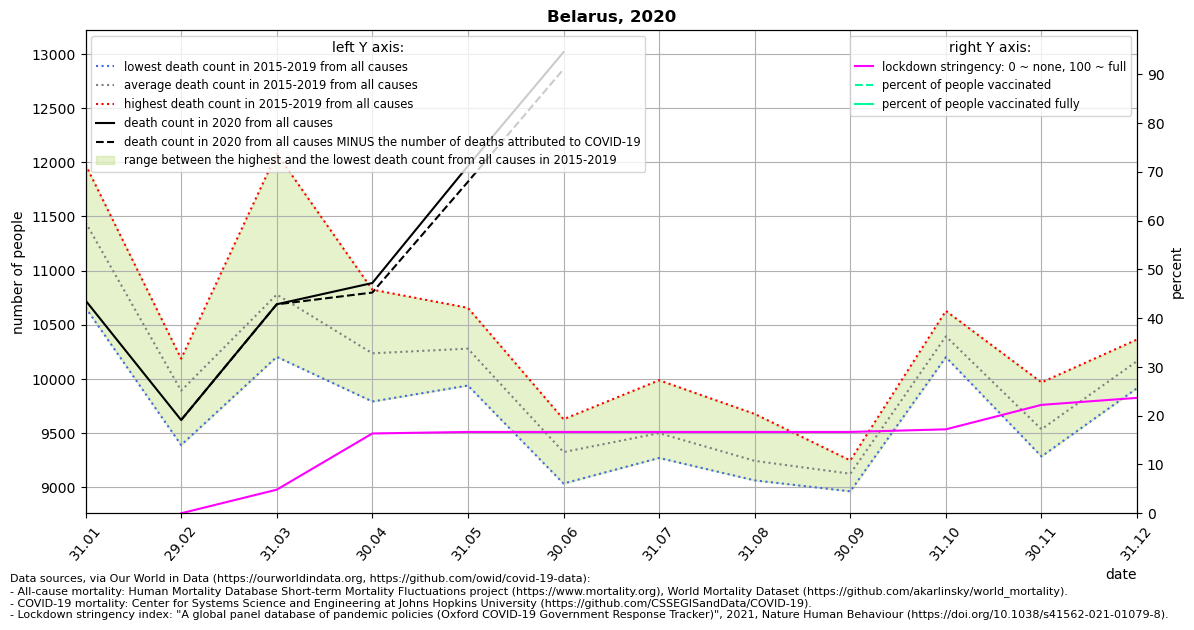 Belarus, 2020
left Y axis:
lowest death count in 2015-2019 from all causes
average death count in 2015-2019 from all causes
highest death count in 2015-2019 from all causes
death count in 2020 from all causes
death count in 2020 from all causes MINUS the number of deaths attributed to COVID-19
range between the highest and the lowest death count from all causes in 2015-2019
right Y axis:
lockdown stringency: 0 ~ none, 100 ~ full
percent of people vaccinated
percent of people vaccinated fully
number of people
13000
12500
12000
11500
11000
10500
10000
9500
9000
percent
90
80
70
60
50
40
30
20
10
0
31.01
29.02
31.03
30.04
31.05
30.06
31.07
31.08
30.09
31.10
30.11
31.12
date
Data sources, via Our World in Data (https://ourworldindata.org, https://github.com/owid/covid-19-data):
- All-cause mortality: Human Mortality Database Short-term Mortality Fluctuations project (https://www.mortality.org), World Mortality Dataset (https://github.com/akarlinsky/world_mortality).
- COVID-19 mortality: Center for Systems Science and Engineering at Johns Hopkins University (https://github.com/CSSEGISandData/COVID-19).
- Lockdown stringency index: "A global panel database of pandemic policies (Oxford COVID-19 Government Response Tracker)", 2021, Nature Human Behaviour (https://doi.org/10.1038/s41562-021-01079-8).